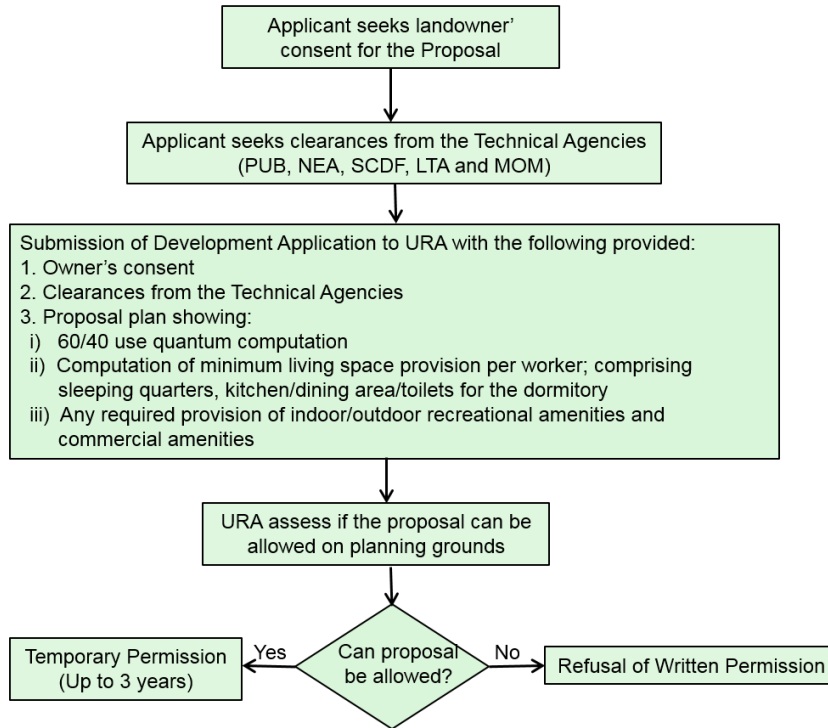 Applicant seeks landowner'
consent for the Proposal
Applicant seeks clearances from the Technical Agencies
(PUB, NEA, SCDF, LTA and MOM)
Submission of Development Application to URA with the following provided:
1. Owner's consent
2. Clearances from the Technical Agencies
3. Proposal plan showing:
i) 60/40 use quantum computation
ii) Computation of minimum living space provision per worker; comprising
sleeping quarters, kitchen/dining area/toilets for the dormitory
iii) Any required provision of indoor/outdoor recreational amenities and
commercial amenities
URA assess if the proposal can be
allowed on planning grounds
Can proposal
be allowed?
Yes
No
Temporary Permission
(Up to 3 years)
Refusal of Written Permission